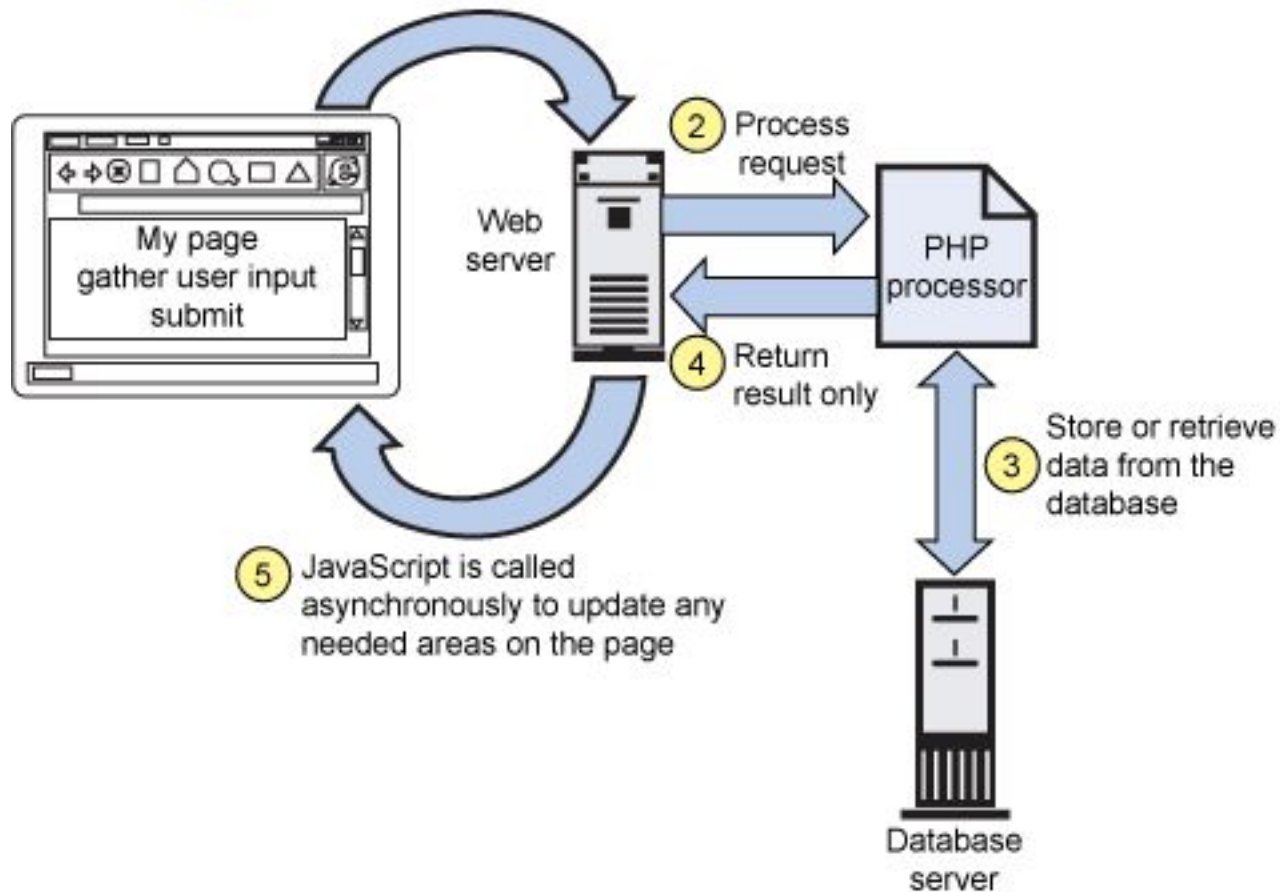 2
Process
request
My page
gather user input
submit
Web
server
PHP
processor
4
Return
result only
3
Store or retrieve
data from the
database
5
JavaScript is called
asynchronously to update any
needed areas on the page
Database
server